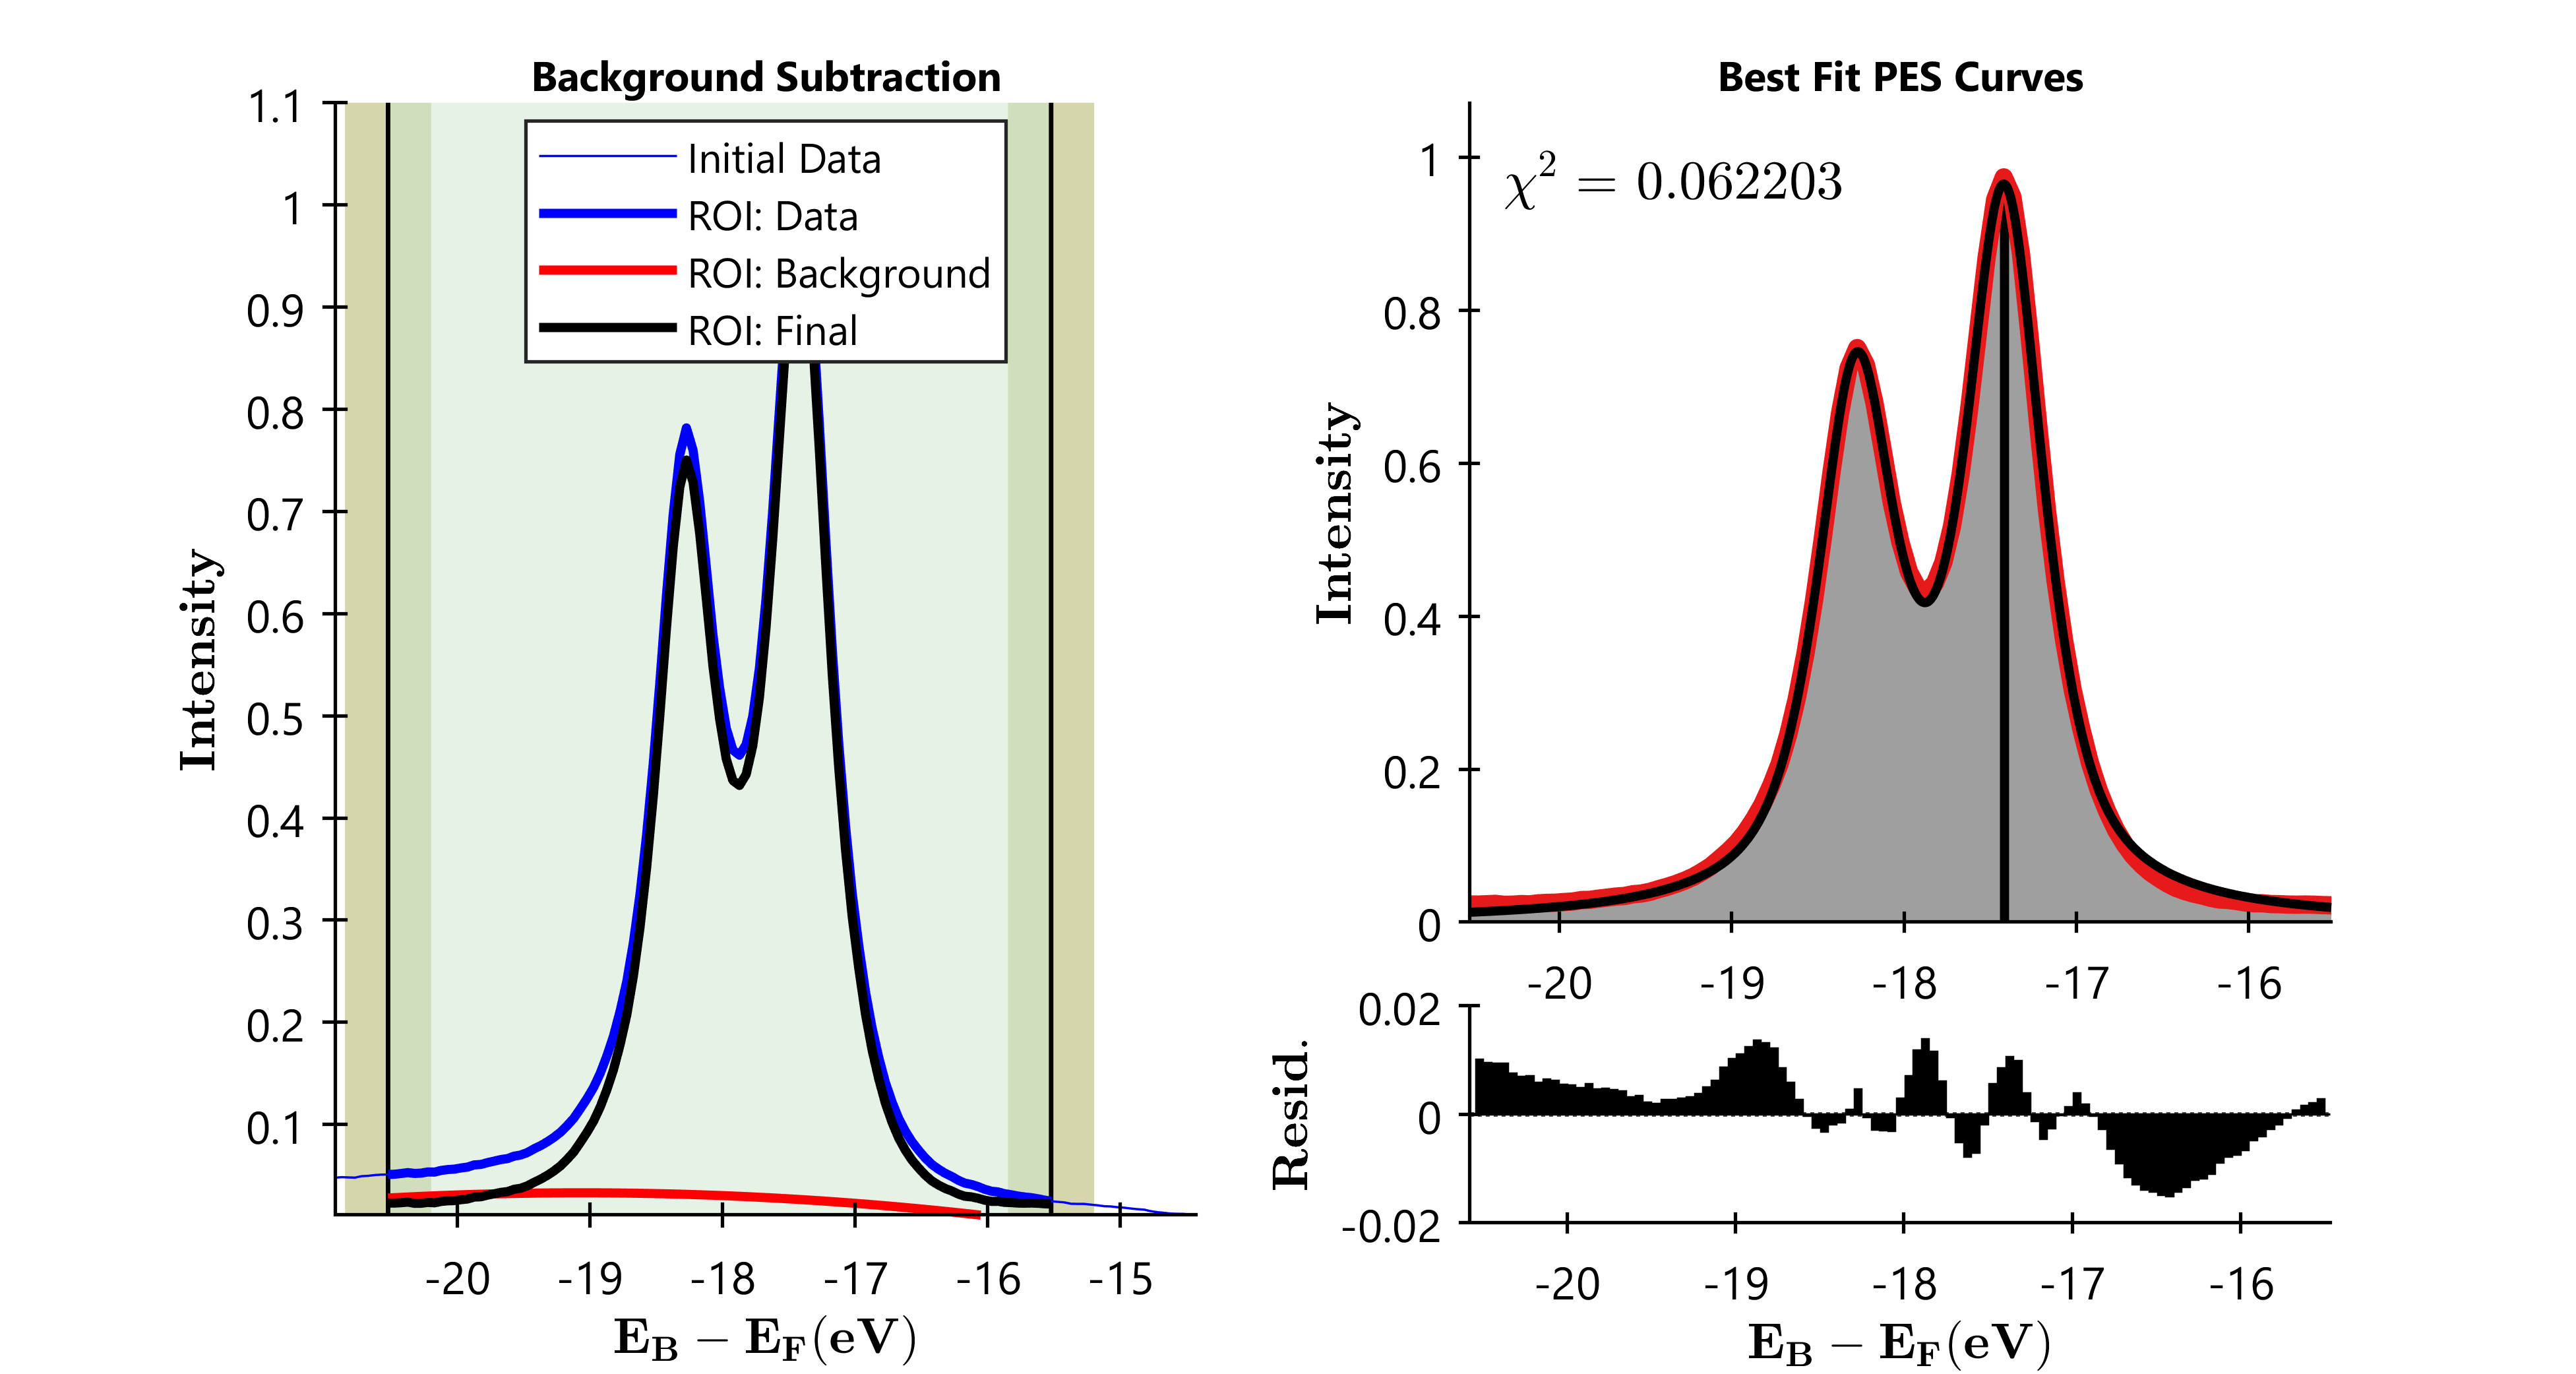 Background Subtraction
1.1
1
0.9
0.8
0.7
0.6
0.5
0.4
0.3
0.2
0.1
Intensity
Initial Data
ROI: Data
ROI: Background
ROI: Final
-20 -19 -18 -17 -16 -15
E_B − E_F(eV)
Best Fit PES Curves
χ² = 0.062203
1
0.8
0.6
0.4
0.2
0
Intensity
-20 -19 -18 -17 -16
0.02
0
-0.02
Resid.
-20 -19 -18 -17 -16
E_B − E_F(eV)